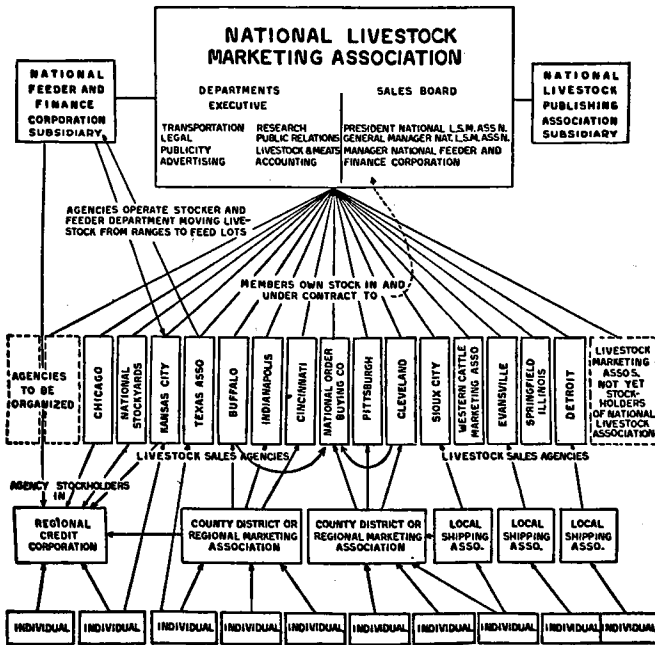 NATIONAL LIVESTOCK
MARKETING ASSOCIATION
DEPARTMENTS
EXECUTIVE
TRANSPORTATION
LEGAL
PUBLICITY
ADVERTISING
RESEARCH
PUBLIC RELATIONS
LIVESTOCK & MEATS
ACCOUNTING
SALES BOARD
PRESIDENT NATIONAL L.S.M. ASS'N.
GENERAL MANAGER NAT. L.S.M. ASS'N.
MANAGER NATIONAL FEEDER AND
FINANCE CORPORATION
NATIONAL
FEEDER AND
FINANCE
CORPORATION
SUBSIDIARY
NATIONAL
LIVESTOCK
PUBLISHING
ASSOCIATION
SUBSIDIARY
AGENCIES OPERATE STOCKER AND
FEEDER DEPARTMENT MOVING LIVE-
STOCK FROM RANGES TO FEED LOTS
MEMBERS OWN STOCK IN AND
UNDER CONTRACT TO
AGENCIES
TO BE
ORGANIZED
CHICAGO
NATIONAL
STOCKYARDS
KANSAS CITY
TEXAS ASSO
BUFFALO
INDIANAPOLIS
CINCINNATI
NATIONAL ORDER
BUYING CO
PITTSBURGH
CLEVELAND
SIOUX CITY
WESTERN CATTLE
MARKETING ASSO
EVANSVILLE
SPRINGFIELD
ILLINOIS
DETROIT
LIVESTOCK
MARKETING
ASSOS.
NOT YET
STOCK-
HOLDERS
OF NATIONAL
LIVESTOCK
ASSOCIATION
LIVESTOCK SALES AGENCIES
LIVESTOCK SALES AGENCIES
AGENCY STOCKHOLDERS
IN
REGIONAL
CREDIT
CORPORATION
COUNTY DISTRICT OR
REGIONAL MARKETING
ASSOCIATION
COUNTY DISTRICT OR
REGIONAL MARKETING
ASSOCIATION
LOCAL
SHIPPING
ASSO.
LOCAL
SHIPPING
ASSO.
LOCAL
SHIPPING
ASSO.
INDIVIDUAL
INDIVIDUAL
INDIVIDUAL
INDIVIDUAL
INDIVIDUAL
INDIVIDUAL
INDIVIDUAL
INDIVIDUAL
INDIVIDUAL
INDIVIDUAL